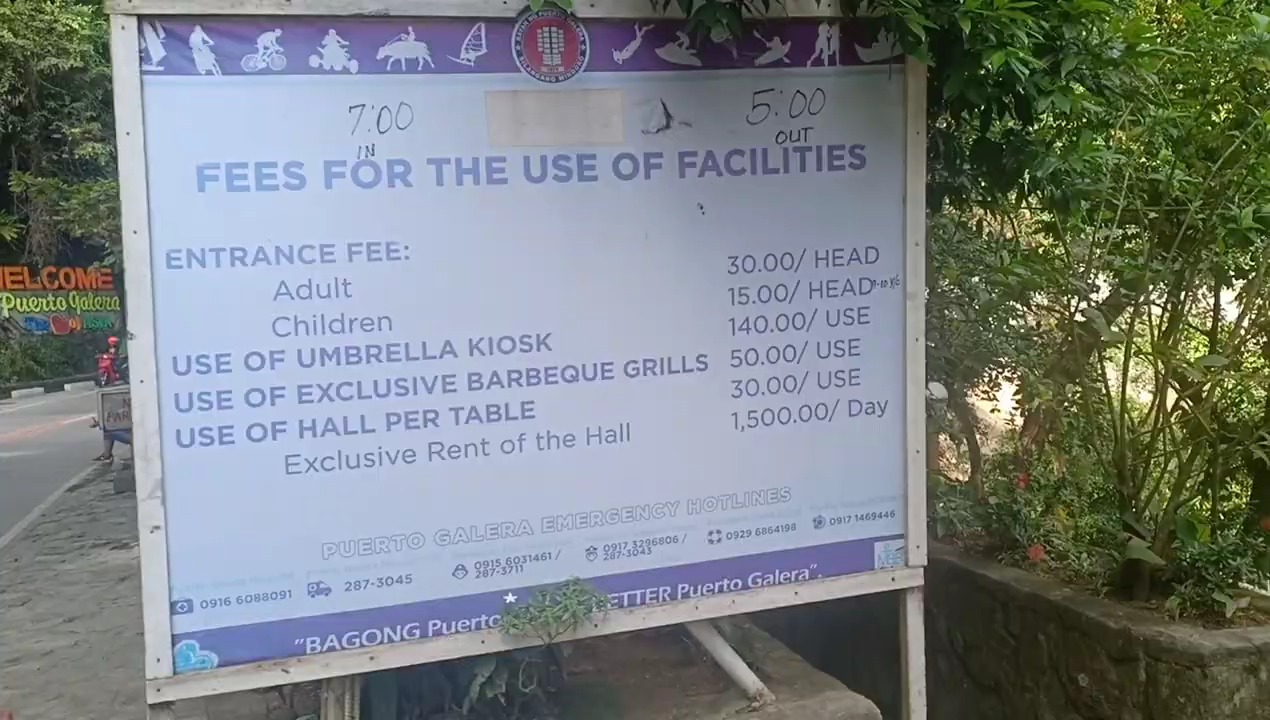 7:00 5:00
IN OUT
FEES FOR THE USE OF FACILITIES
ENTRANCE FEE:
Adult 30.00/ HEAD
Children 15.00/ HEAD
USE OF UMBRELLA KIOSK 140.00/ USE
USE OF EXCLUSIVE BARBEQUE GRILLS 50.00/ USE
USE OF HALL PER TABLE 30.00/ USE
Exclusive Rent of the Hall 1,500.00/ Day
PUERTO GALERA EMERGENCY HOTLINES
0916 6088091 287-3045 0915 6031461 / 287-3711 0917 3296806 / 287-3043 0929 6864198 0917 1469446
"BAGONG Puerto ETTER Puerto Galera".
WELCOME
Puerto Galera